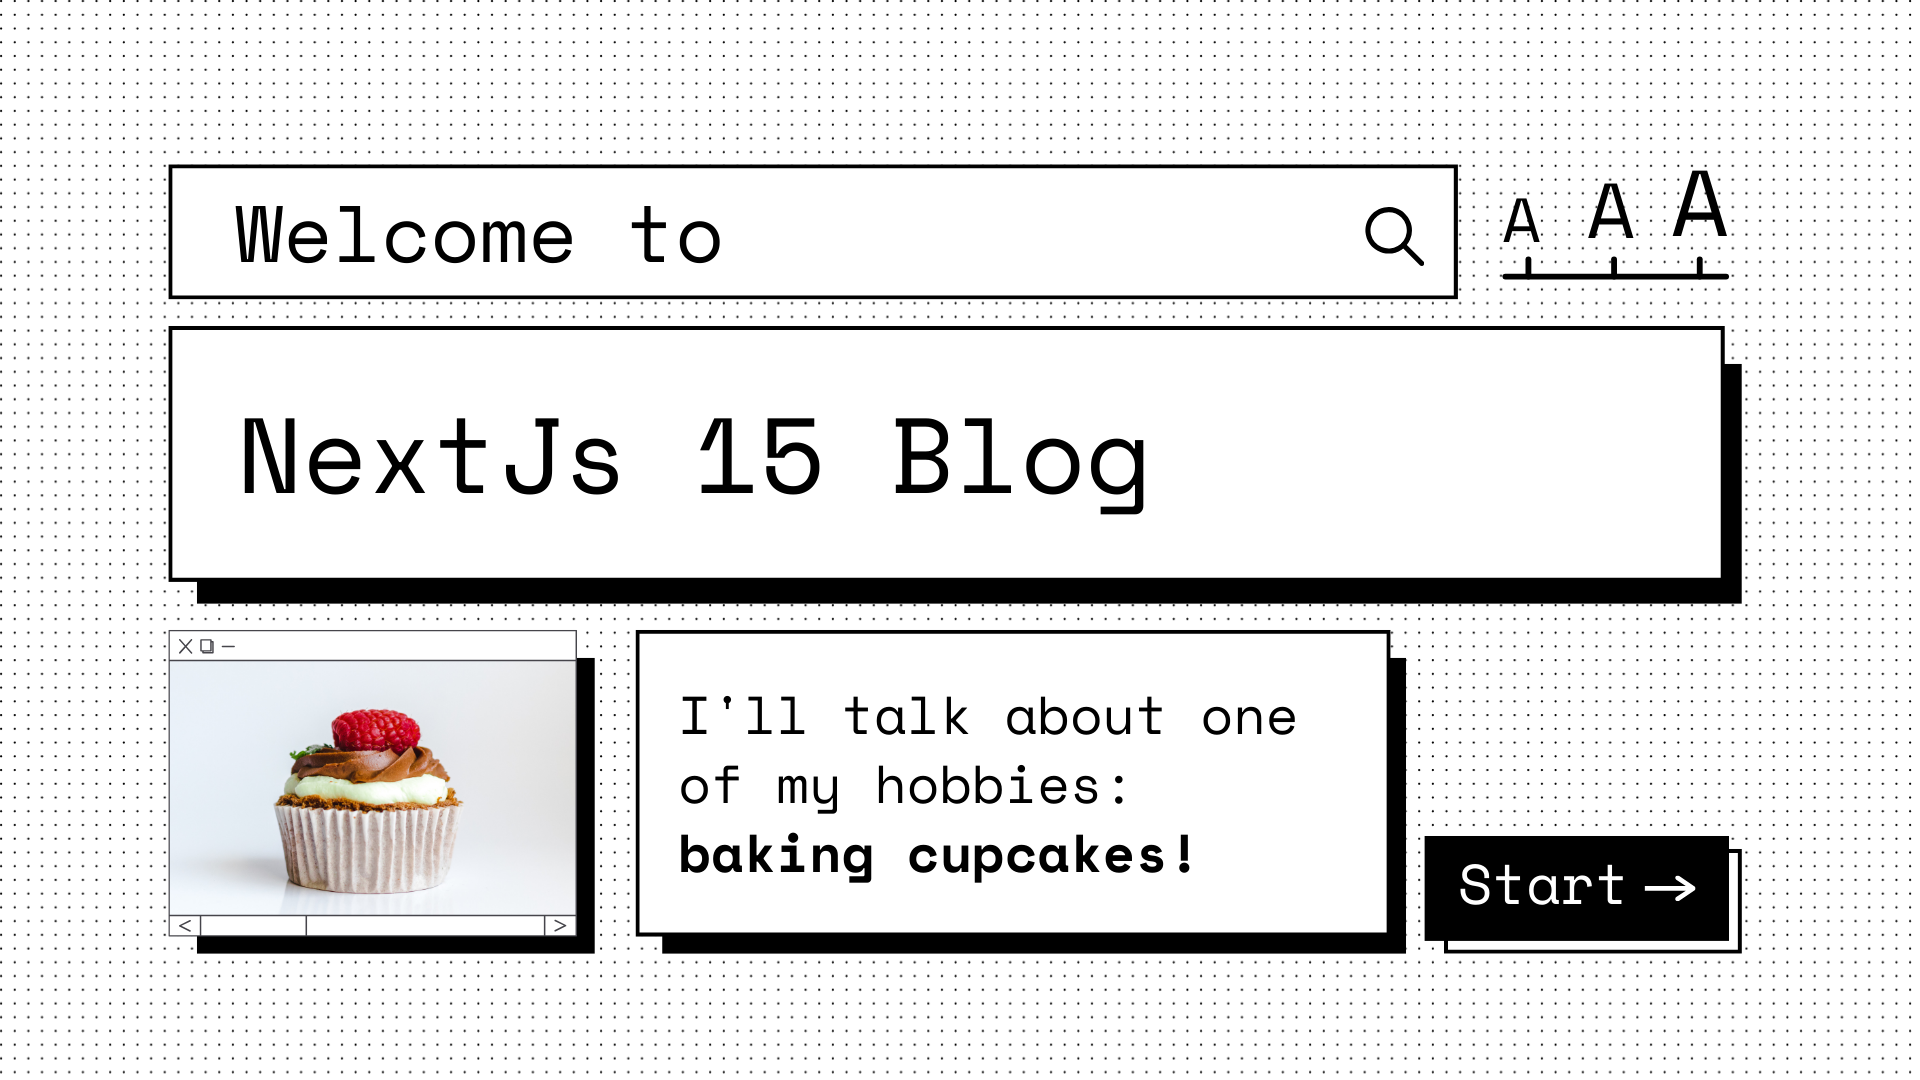 Welcome to
A A A
NextJs 15 Blog
I'll talk about one
of my hobbies:
baking cupcakes!
Start →